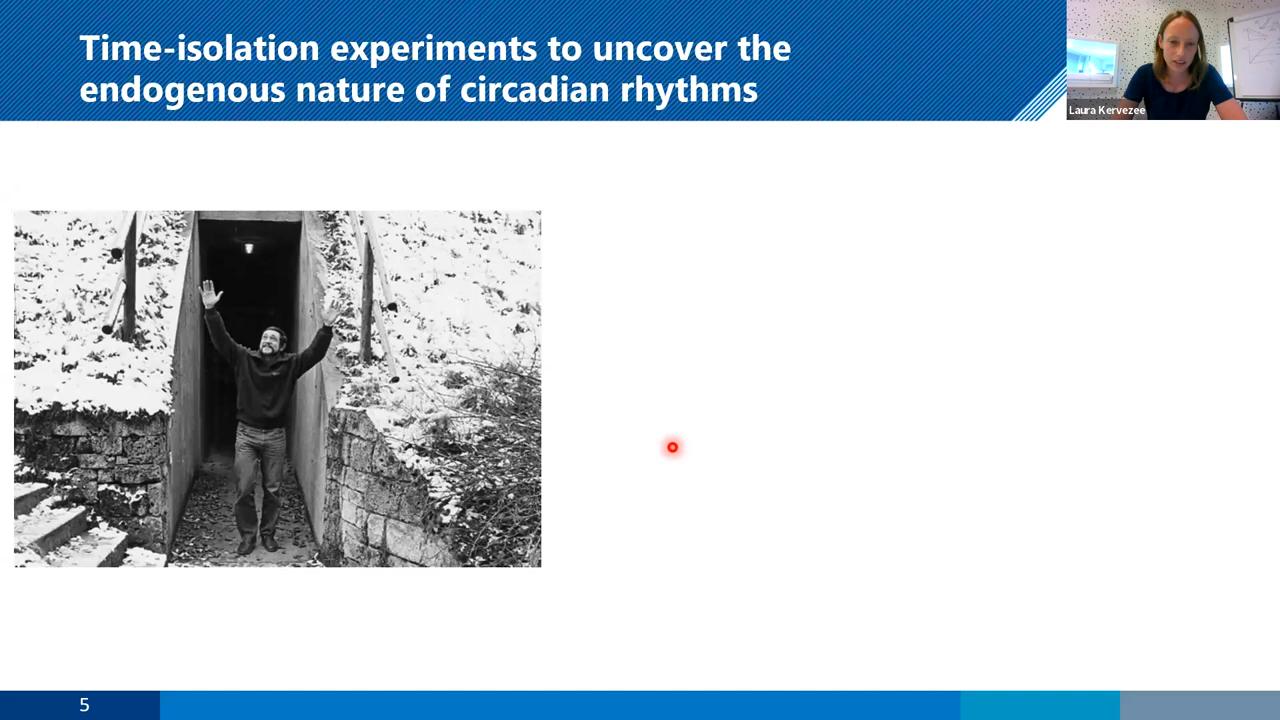 Time-isolation experiments to uncover the
endogenous nature of circadian rhythms
Laura Kervezee
5